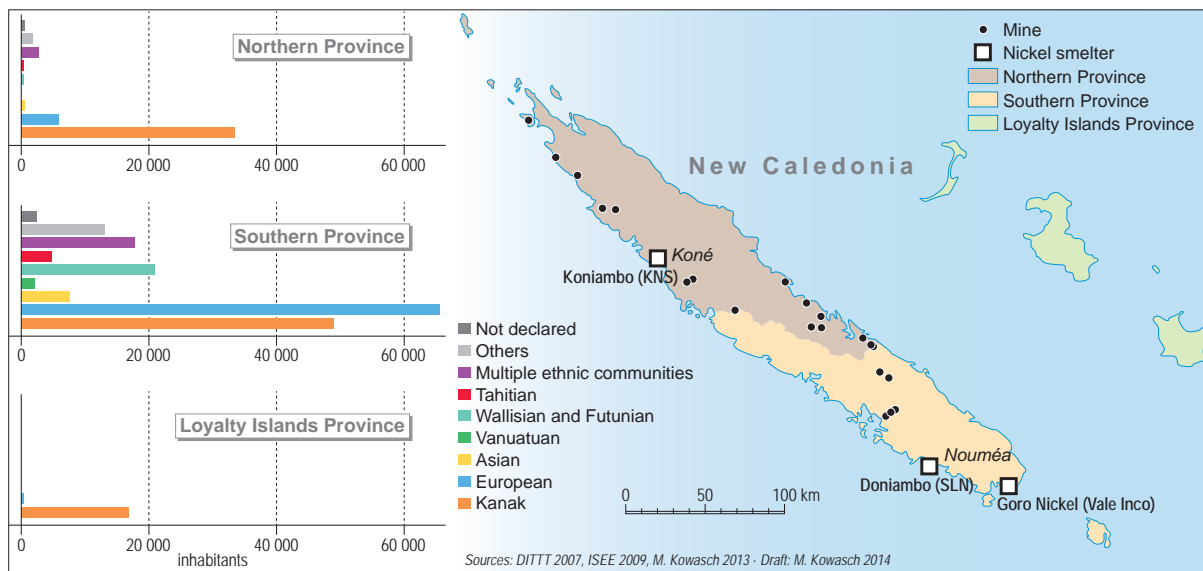 Northern Province
0 20 000 40 000 60 000
Southern Province
0 20 000 40 000 60 000
Loyalty Islands Province
0 20 000 40 000 60 000
inhabitants
Not declared
Others
Multiple ethnic communities
Tahitian
Wallisian and Futunian
Vanuatuan
Asian
European
Kanak
Mine
Nickel smelter
Northern Province
Southern Province
Loyalty Islands Province
New Caledonia
Koné
Koniambo (KNS)
Nouméa
Doniambo (SLN)
Goro Nickel (Vale Inco)
0 50 100 km
Sources: DITTT 2007, ISEE 2009, M. Kowasch 2013 · Draft: M. Kowasch 2014